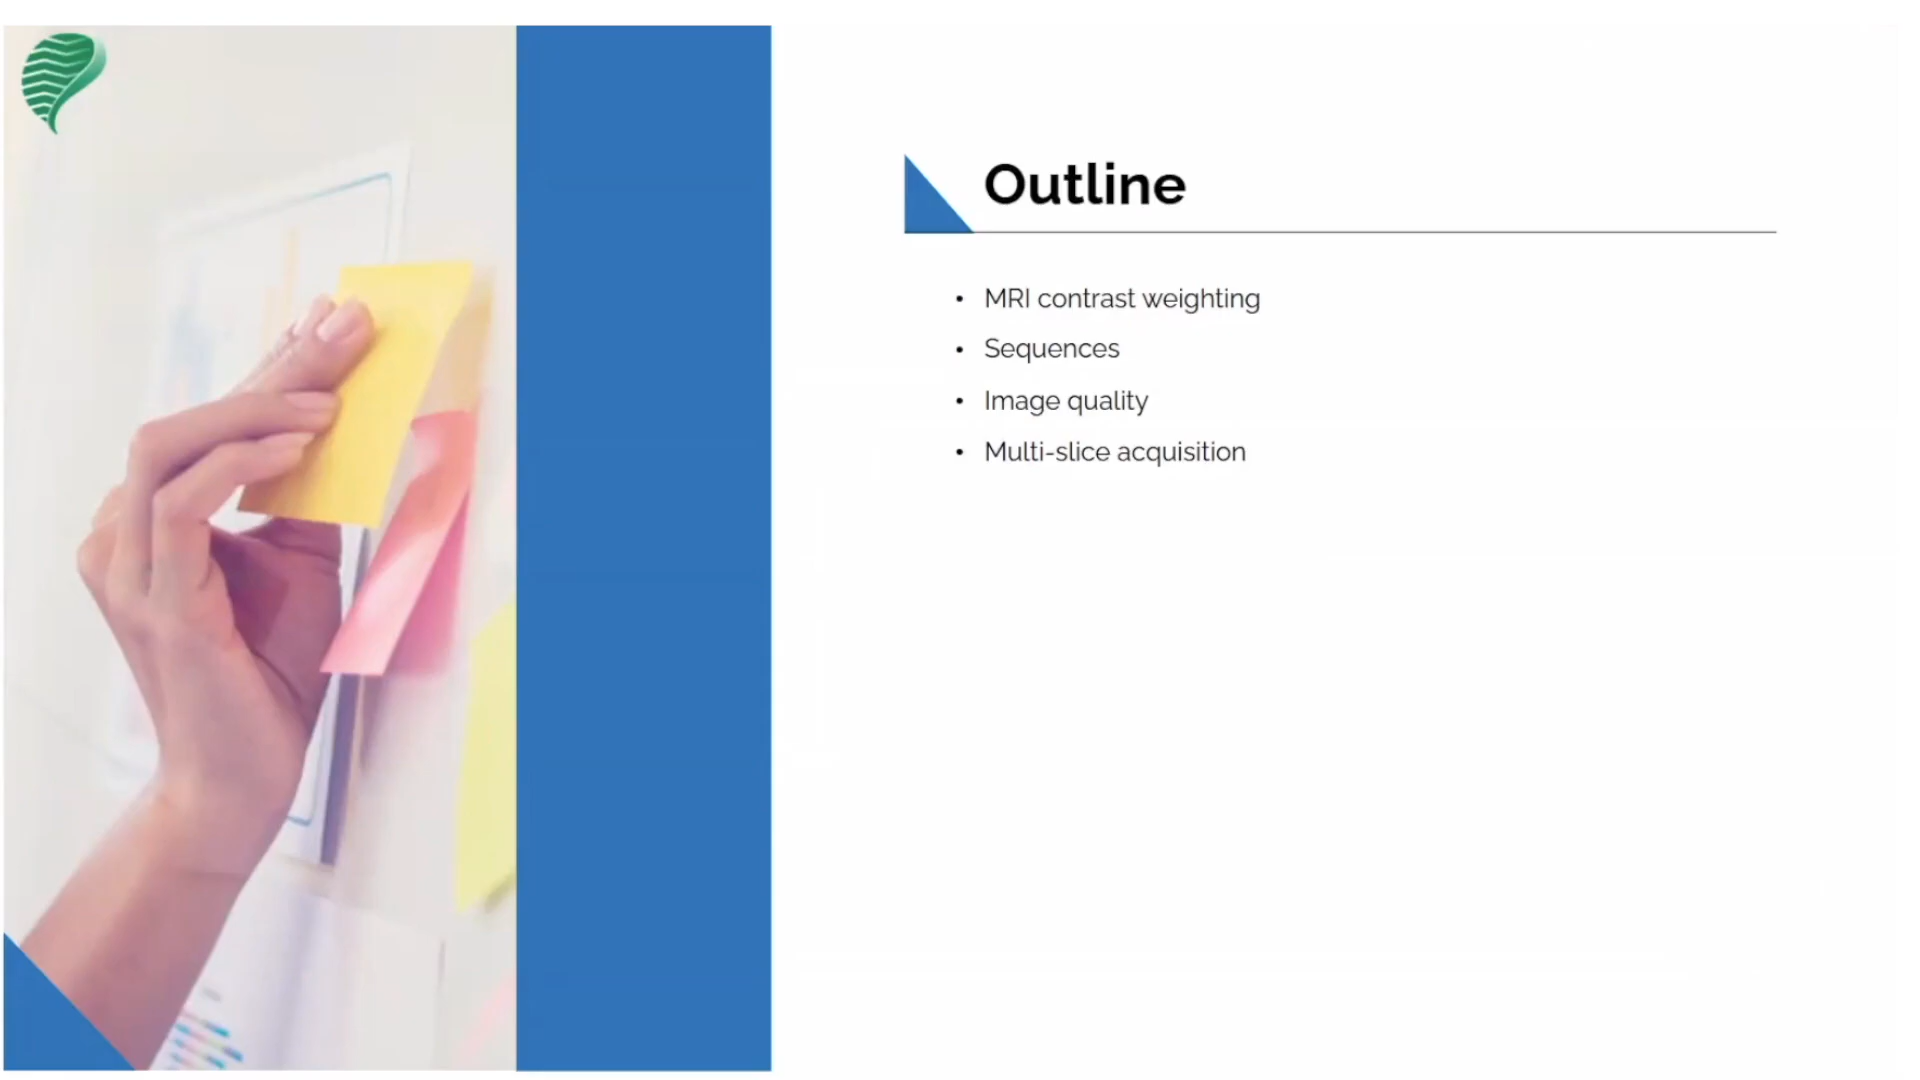 Outline
• MRI contrast weighting
• Sequences
• Image quality
• Multi-slice acquisition